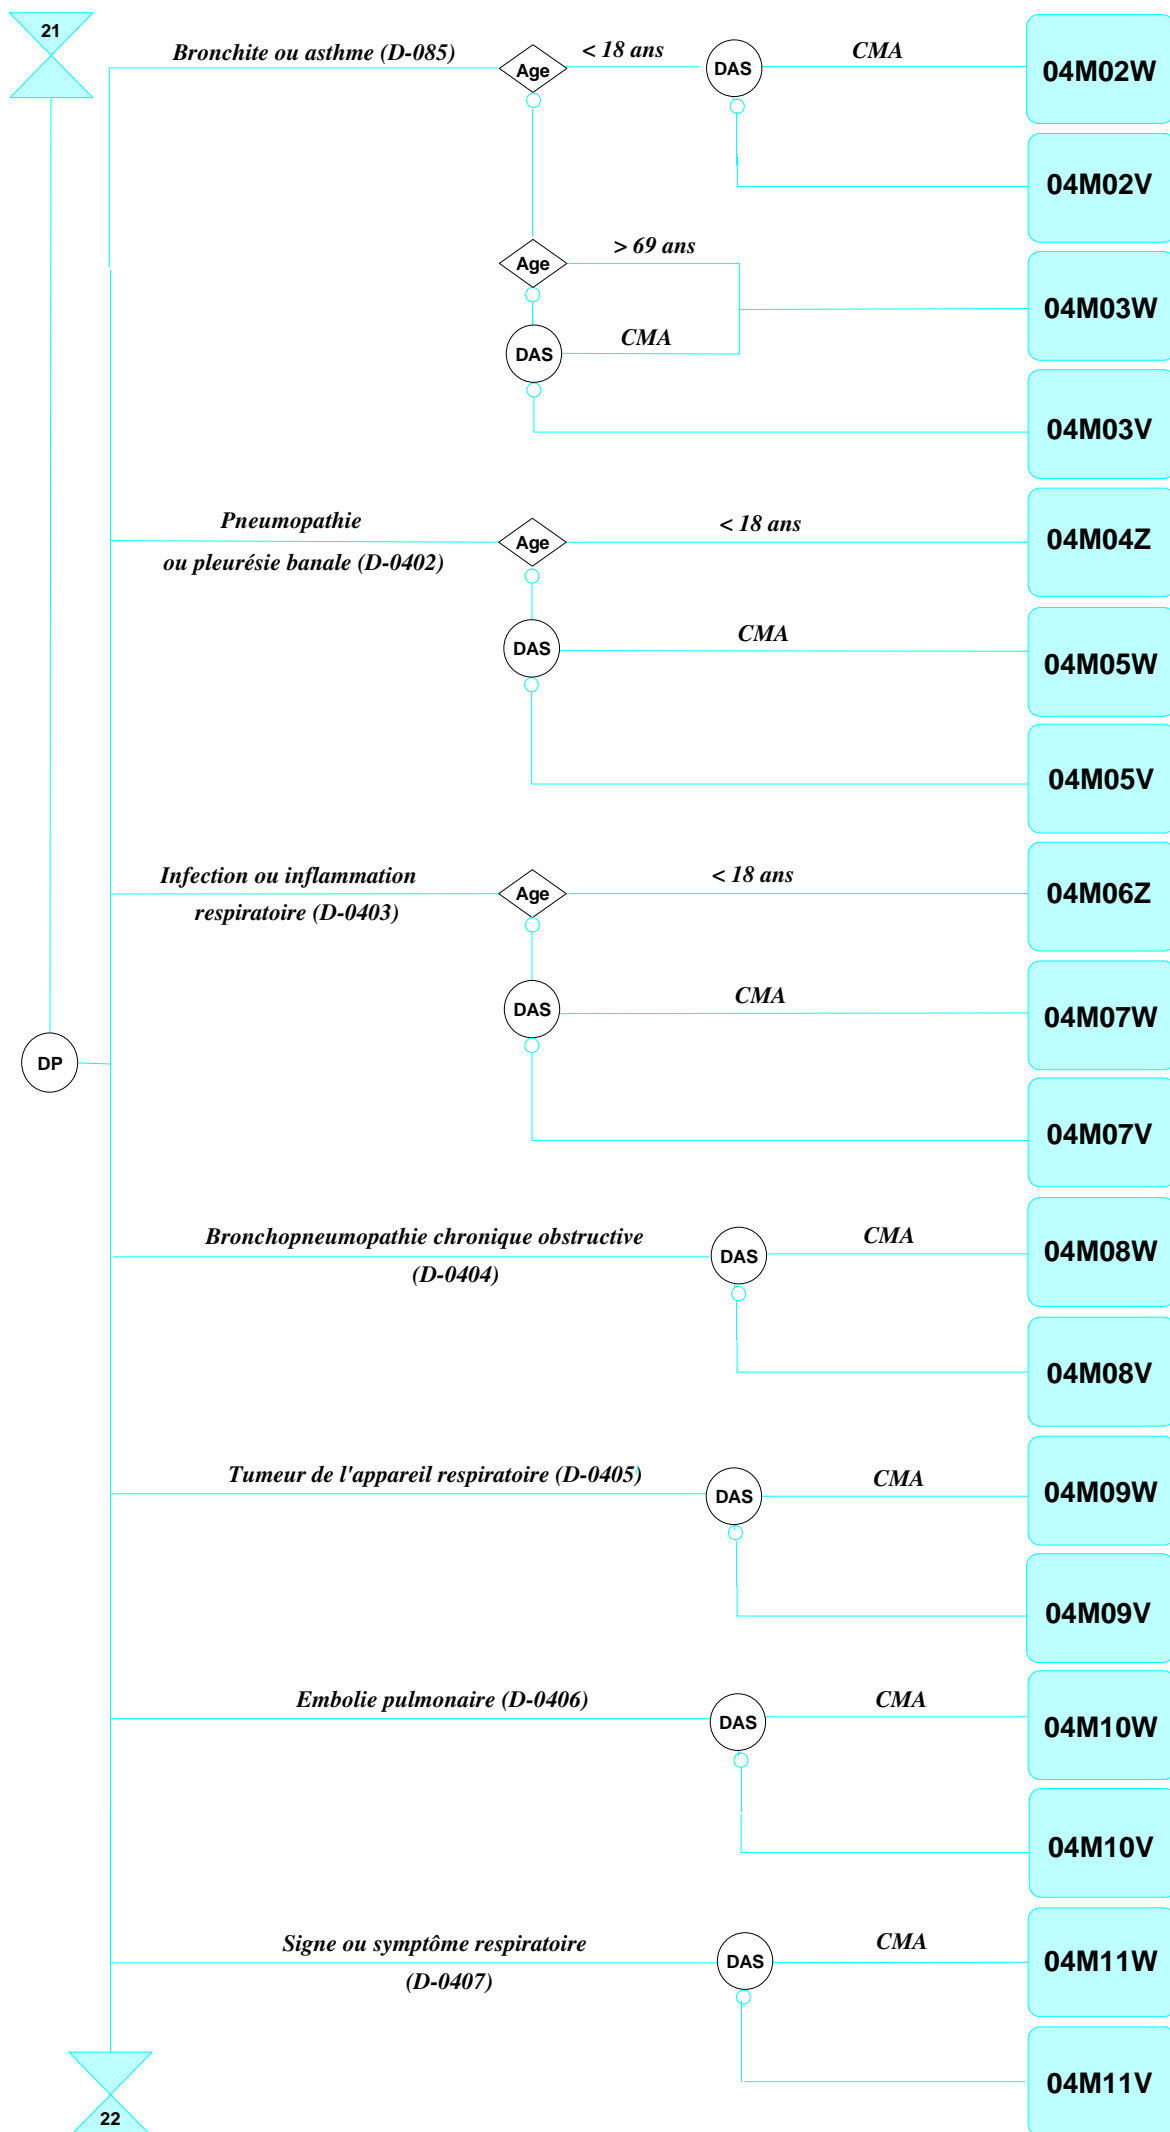 21
Bronchite ou asthme (D-085)
Age
< 18 ans
DAS
CMA
04M02W
04M02V
Age
> 69 ans
04M03W
DAS
CMA
04M03V
Pneumopathie
ou pleurésie banale (D-0402)
Age
< 18 ans
04M04Z
DAS
CMA
04M05W
04M05V
Infection ou inflammation
respiratoire (D-0403)
Age
< 18 ans
04M06Z
DAS
CMA
04M07W
DP
04M07V
Bronchopneumopathie chronique obstructive
(D-0404)
DAS
CMA
04M08W
04M08V
Tumeur de l'appareil respiratoire (D-0405)
DAS
CMA
04M09W
04M09V
Embolie pulmonaire (D-0406)
DAS
CMA
04M10W
04M10V
Signe ou symptôme respiratoire
(D-0407)
DAS
CMA
04M11W
04M11V
22